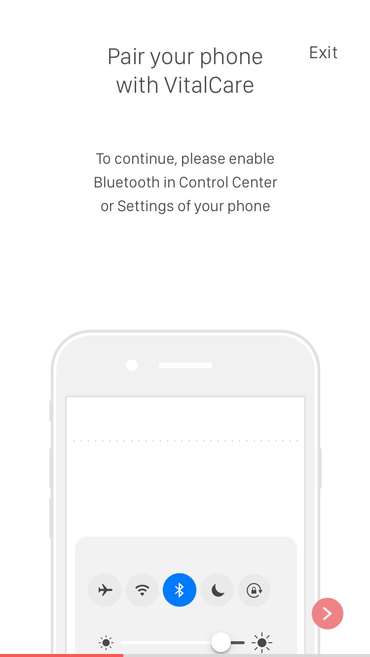 Pair your phone
with VitalCare
Exit
To continue, please enable
Bluetooth in Control Center
or Settings of your phone